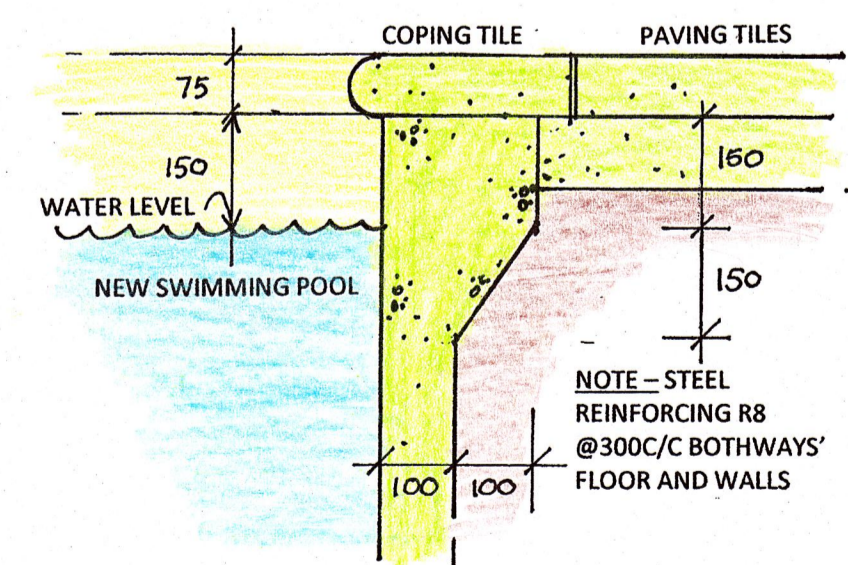 COPING TILE
PAVING TILES
75
150
150
WATER LEVEL
NEW SWIMMING POOL
150
NOTE – STEEL
REINFORCING R8
@300C/C BOTHWAYS'
FLOOR AND WALLS
100
100